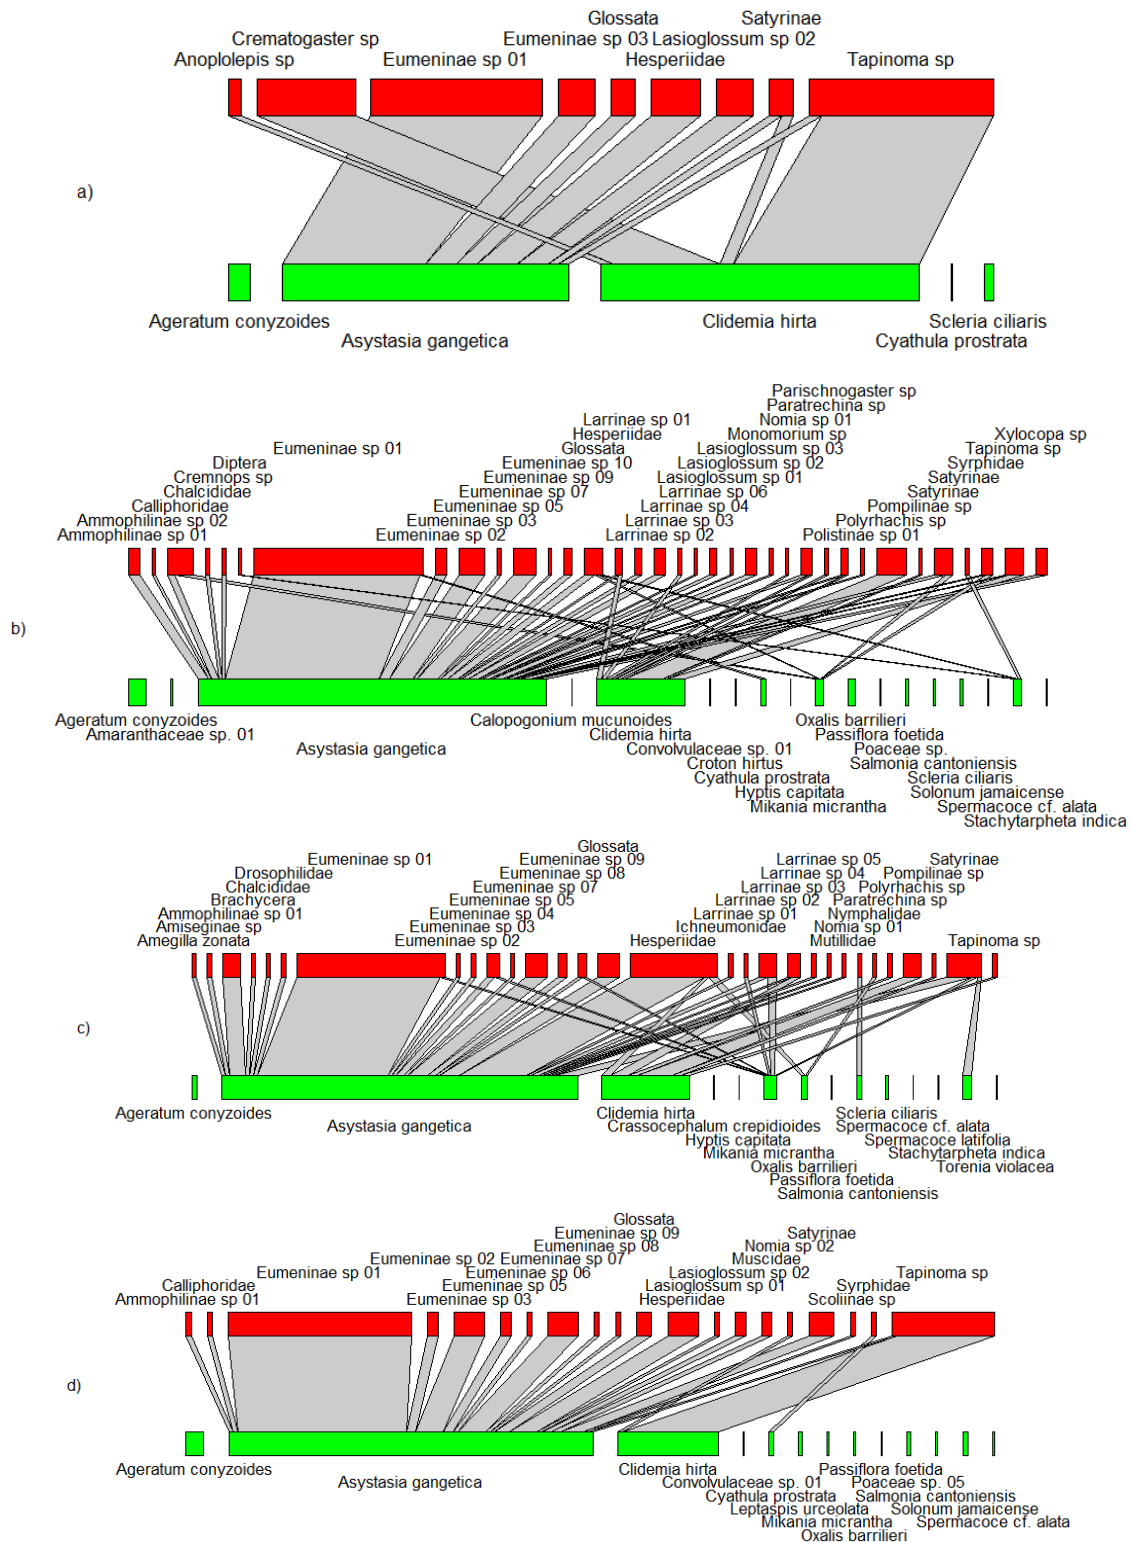 Glossata Satyrinae
Crematogaster sp Eumeninae sp 03 Lasioglossum sp 02
Anoplolepis sp Eumeninae sp 01 Hesperiidae Tapinoma sp
a)
Ageratum conyzoides Clidemia hirta Scleria ciliaris
Asystasia gangetica Cyathula prostrata
Parischnogaster sp
Paratrechina sp
Larrinae sp 01 Nomia sp 01
Hesperiidae Monomorium sp Xylocopa sp
Eumeninae sp 01 Glossata Lasioglossum sp 03 Tapinoma sp
Diptera Eumeninae sp 10 Lasioglossum sp 02 Syrphidae
Cremnops sp Eumeninae sp 09 Lasioglossum sp 01 Satyrinae
Chalcididae Eumeninae sp 07 Larrinae sp 06 Satyrinae
Calliphoridae Eumeninae sp 05 Larrinae sp 04 Pompilinae sp
Ammophilinae sp 02 Eumeninae sp 03 Larrinae sp 03 Polyrhachis sp
Ammophilinae sp 01 Eumeninae sp 02 Larrinae sp 02 Polistinae sp 01
b)
Ageratum conyzoides Calopogonium mucunoides Oxalis barrilieri
Amaranthaceae sp. 01 Clidemia hirta Passiflora foetida
Asystasia gangetica Convolvulaceae sp. 01 Poaceae sp.
Croton hirtus Salmonia cantoniensis
Cyathula prostrata Scleria ciliaris
Hyptis capitata Solonum jamaicense
Mikania micrantha Spermacoce cf. alata
Stachytarpheta indica
Glossata
Eumeninae sp 01 Eumeninae sp 09 Larrinae sp 05 Satyrinae
Drosophilidae Eumeninae sp 08 Larrinae sp 04 Pompilinae sp
Chalcididae Eumeninae sp 07 Larrinae sp 03 Polyrhachis sp
Brachycera Eumeninae sp 05 Larrinae sp 02 Paratrechina sp
Ammophilinae sp 01 Eumeninae sp 04 Larrinae sp 01 Nymphalidae
Amiseginae sp Eumeninae sp 03 Ichneumonidae Nomia sp 01
Amegilla zonata Eumeninae sp 02 Hesperiidae Mutillidae Tapinoma sp
c)
Ageratum conyzoides Clidemia hirta Scleria ciliaris
Asystasia gangetica Crassocephalum crepidioides Spermacoce cf. alata
Hyptis capitata Spermacoce latifolia
Mikania micrantha Stachytarpheta indica
Oxalis barrilieri Torenia violacea
Passiflora foetida
Salmonia cantoniensis
Glossata
Eumeninae sp 09 Satyrinae
Eumeninae sp 08 Nomia sp 02
Eumeninae sp 02 Eumeninae sp 07 Muscidae
Eumeninae sp 01 Eumeninae sp 06 Lasioglossum sp 02 Tapinoma sp
Calliphoridae Eumeninae sp 05 Lasioglossum sp 01 Syrphidae
Ammophilinae sp 01 Eumeninae sp 03 Hesperiidae Scoliinae sp
d)
Ageratum conyzoides Clidemia hirta Passiflora foetida
Asystasia gangetica Convolvulaceae sp. 01 Poaceae sp. 05
Cyathula prostrata Salmonia cantoniensis
Leptaspis urceolata Solonum jamaicense
Mikania micrantha Spermacoce cf. alata
Oxalis barrilieri